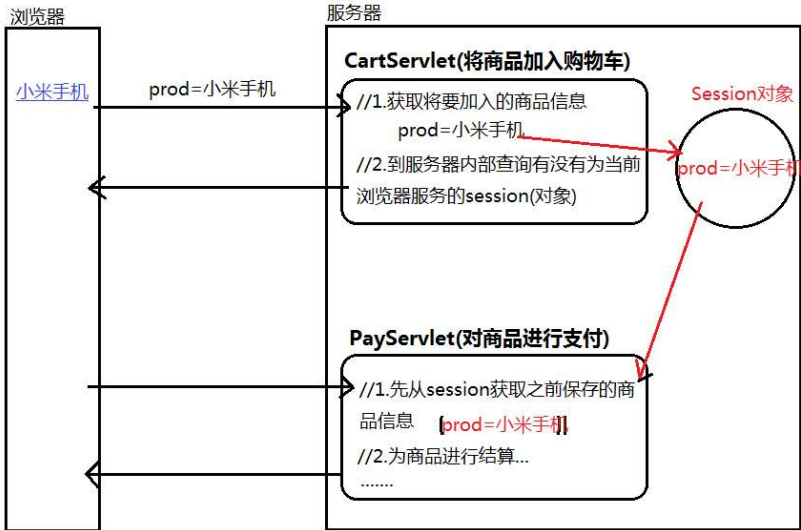 浏览器
服务器
小米手机
prod=小米手机
CartServlet(将商品加入购物车)
//1.获取将要加入的商品信息
prod=小米手机
//2.到服务器内部查询有没有为当前
浏览器服务的session(对象)
Session对象
prod=小米手机
PayServlet(对商品进行支付)
//1.先从session获取之前保存的商
品信息 [prod=小米手机]
//2.为商品进行结算...
.......